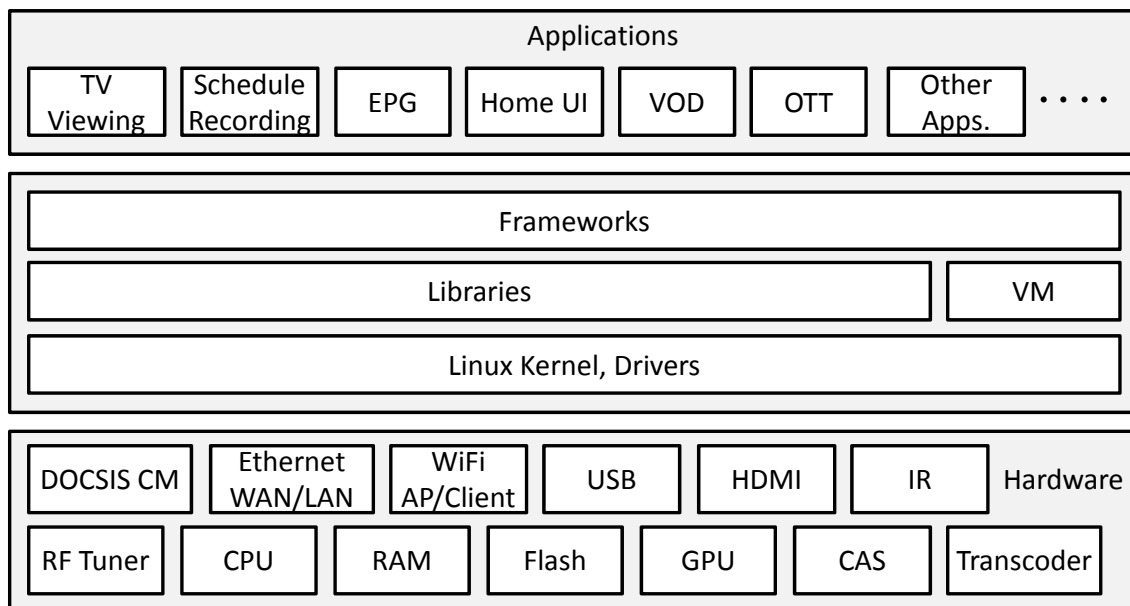 Applications
TV
Viewing
Schedule
Recording
EPG
Home UI
VOD
OTT
Other
Apps.
. . . .
Frameworks
Libraries
VM
Linux Kernel, Drivers
DOCSIS CM
Ethernet
WAN/LAN
WiFi
AP/Client
USB
HDMI
IR
Hardware
RF Tuner
CPU
RAM
Flash
GPU
CAS
Transcoder